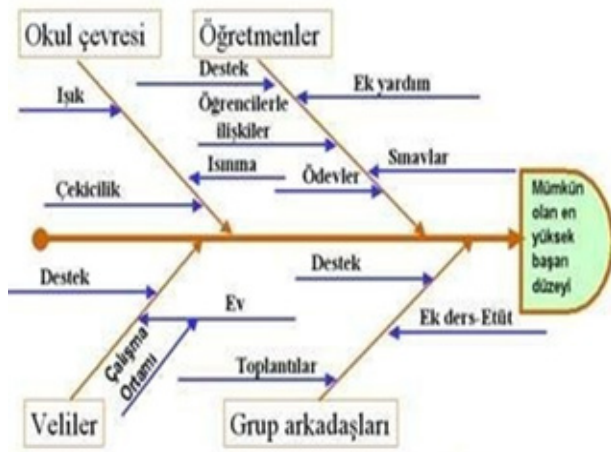 Okul çevresi
Öğretmenler
Destek
Ek yardım
Işık
Öğrencilerle
ilişkiler
Isınma
Sınavlar
Çekicilik
Ödevler
Mümkün
olan en
yüksek
başarı
düzeyi
Destek
Ev
Çalışma
Ortamı
Destek
Ek ders-Etüt
Toplantılar
Veliler
Grup arkadaşları